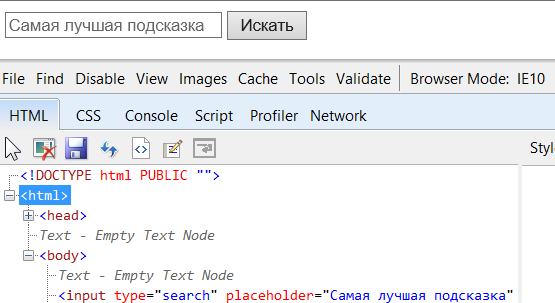 Самая лучшая подсказка Искать
File Find Disable View Images Cache Tools Validate Browser Mode: IE10
HTML CSS Console Script Profiler Network
Style
<!DOCTYPE html PUBLIC "">
<html>
<head>
Text - Empty Text Node
<body>
Text - Empty Text Node
<input type="search" placeholder="Самая лучшая подсказка"